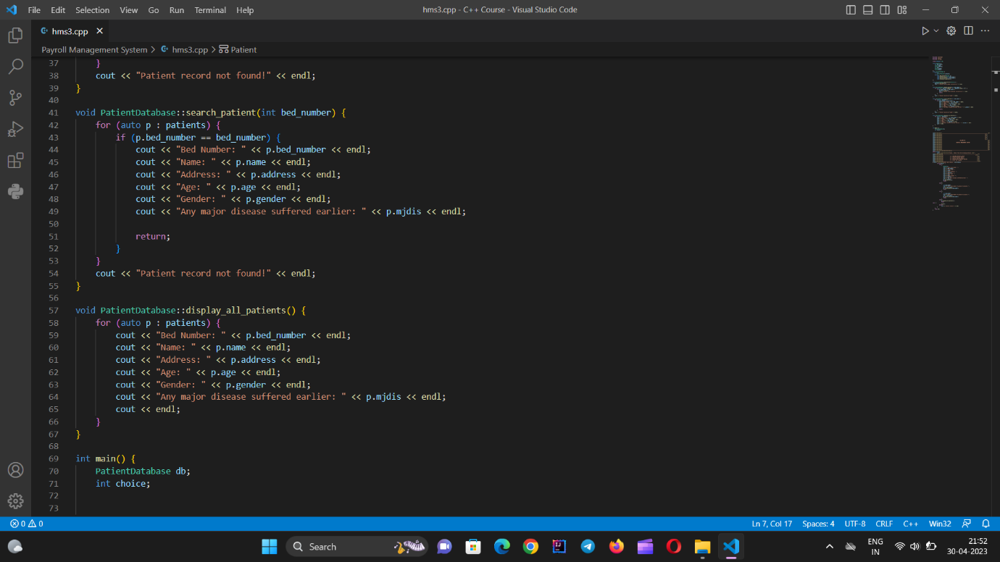 File Edit Selection View Go Run Terminal Help hms3.cpp - C++ Course - Visual Studio Code
hms3.cpp
Payroll Management System > hms3.cpp > Patient
37 }
38 cout << "Patient record not found!" << endl;
39 }
40
41 void PatientDatabase::search_patient(int bed_number) {
42 for (auto p : patients) {
43 if (p.bed_number == bed_number) {
44 cout << "Bed Number: " << p.bed_number << endl;
45 cout << "Name: " << p.name << endl;
46 cout << "Address: " << p.address << endl;
47 cout << "Age: " << p.age << endl;
48 cout << "Gender: " << p.gender << endl;
49 cout << "Any major disease suffered earlier: " << p.mjdis << endl;
50
51 return;
52 }
53 }
54 cout << "Patient record not found!" << endl;
55 }
56
57 void PatientDatabase::display_all_patients() {
58 for (auto p : patients) {
59 cout << "Bed Number: " << p.bed_number << endl;
60 cout << "Name: " << p.name << endl;
61 cout << "Address: " << p.address << endl;
62 cout << "Age: " << p.age << endl;
63 cout << "Gender: " << p.gender << endl;
64 cout << "Any major disease suffered earlier: " << p.mjdis << endl;
65 cout << endl;
66 }
67 }
68
69 int main() {
70 PatientDatabase db;
71 int choice;
72
73
0 0 Ln 7, Col 17 Spaces: 4 UTF-8 CRLF C++ Win32
Search ENG 21:52
IN 30-04-2023